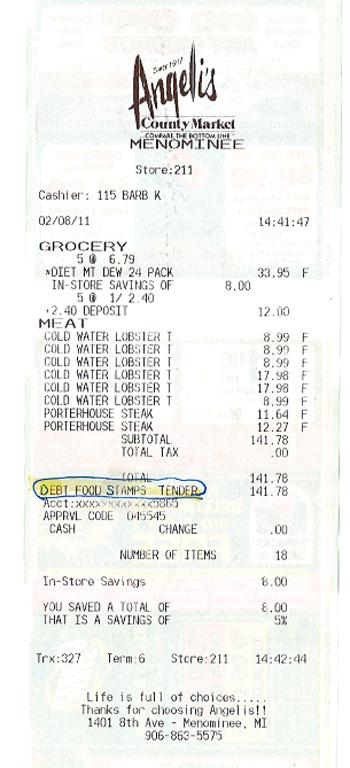 Since 1917
Angeli's
County Market
COMPARE THE BOTTOM LINE
MENOMINEE
Store:211
Cashier: 115 BARB K
02/08/11 14:41:47
GROCERY
5 @ 6.79
*DIET MT DEW 24 PACK 33.95 F
IN-STORE SAVINGS OF 8.00
5 @ 1/ 2.40
+2.40 DEPOSIT 12.00
MEAT
COLD WATER LOBSTER T 8.99 F
COLD WATER LOBSTER T 8.99 F
COLD WATER LOBSTER T 8.99 F
COLD WATER LOBSTER T 17.98 F
COLD WATER LOBSTER T 17.98 F
COLD WATER LOBSTER T 8.99 F
PORTERHOUSE STEAK 11.64 F
PORTERHOUSE STEAK 12.27 F
SUBTOTAL 141.78
TOTAL TAX .00
TOTAL 141.78
DEBT FOOD STAMPS TENDER 141.78
Acct:xxxxxxxxxxxx5865
APPRVL CODE 045545
CASH CHANGE .00
NUMBER OF ITEMS 18
In-Store Savings 8.00
YOU SAVED A TOTAL OF 8.00
THAT IS A SAVINGS OF 5%
Trx:327 Term:6 Store:211 14:42:44
Life is full of choices.....
Thanks for choosing Angelis!!
1401 8th Ave - Menominee, MI
906-863-5575